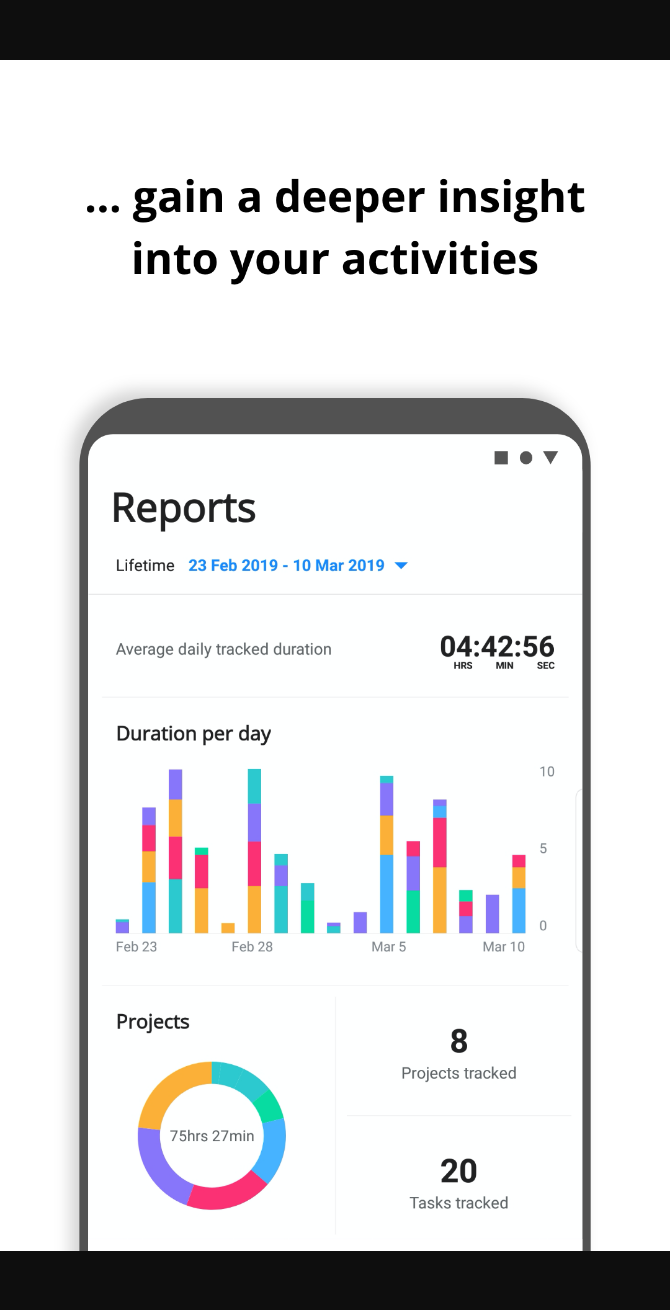 ... gain a deeper insight
into your activities
Reports
Lifetime 23 Feb 2019 - 10 Mar 2019
Average daily tracked duration
04:42:56
HRS MIN SEC
Duration per day
10
5
0
Feb 23 Feb 28 Mar 5 Mar 10
Projects
75hrs 27min
8
Projects tracked
20
Tasks tracked